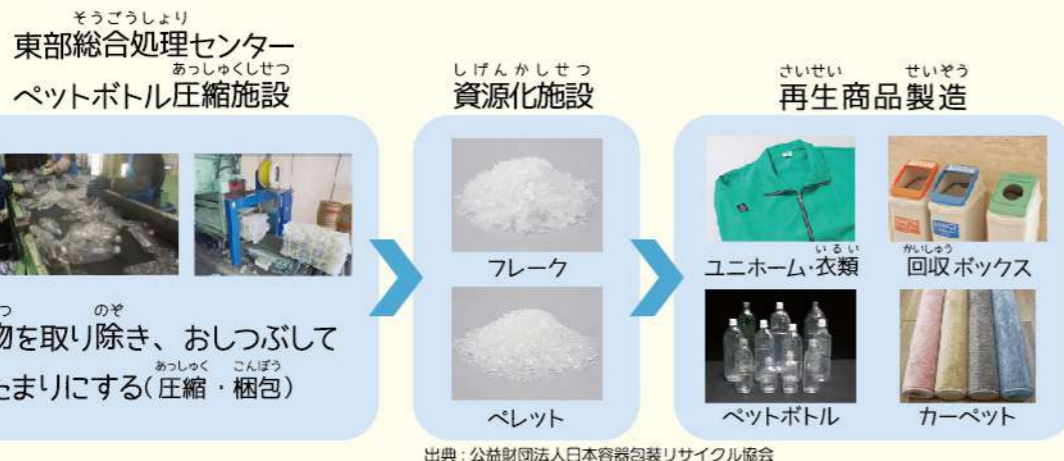 そうごうしょり
東部総合処理センター
あっしゅくしせつ
ペットボトル圧縮施設
のぞ
物を取り除き、おしつぶして
たまりにする(圧縮・梱包)
あっしゅく こんぽう
しげんかしせつ
資源化施設
フレーク
ペレット
さいせい せいぞう
再生商品製造
いるい
ユニホーム・衣類
かいしゅう
回収ボックス
ペットボトル
カーペット
出典:公益財団法人日本容器包装リサイクル協会